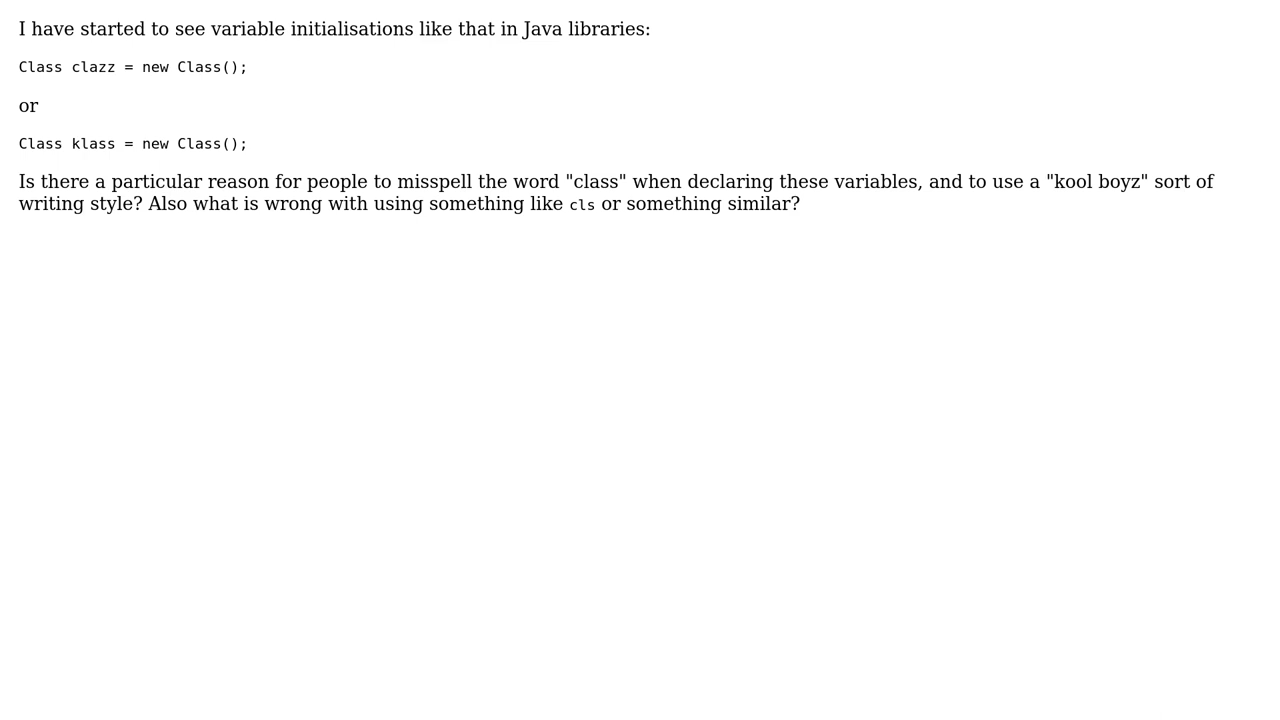 I have started to see variable initialisations like that in Java libraries:
Class clazz = new Class();
or
Class klass = new Class();
Is there a particular reason for people to misspell the word "class" when declaring these variables, and to use a "kool boyz" sort of
writing style? Also what is wrong with using something like cls or something similar?